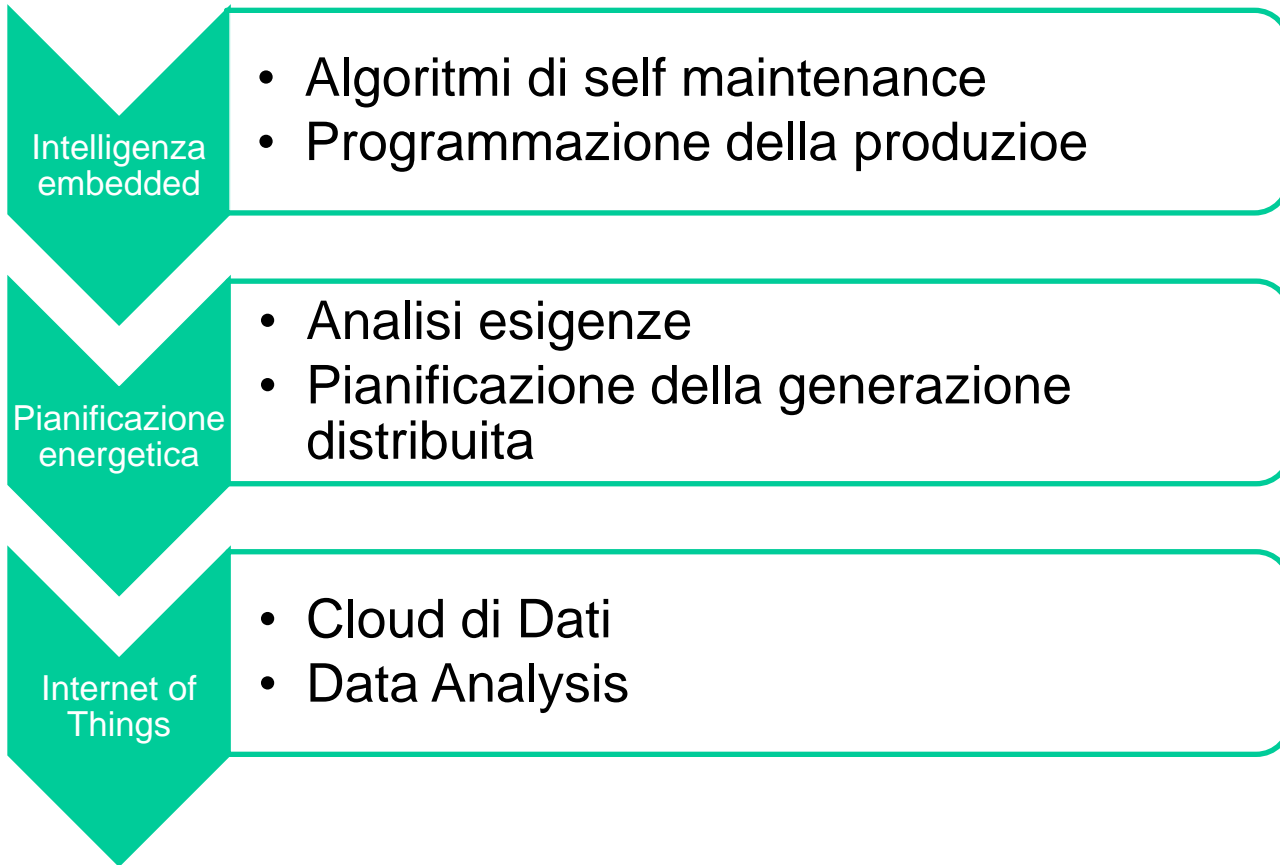 Intelligenza
embedded
• Algoritmi di self maintenance
• Programmazione della produzioe
Pianificazione
energetica
• Analisi esigenze
• Pianificazione della generazione
distribuita
Internet of
Things
• Cloud di Dati
• Data Analysis